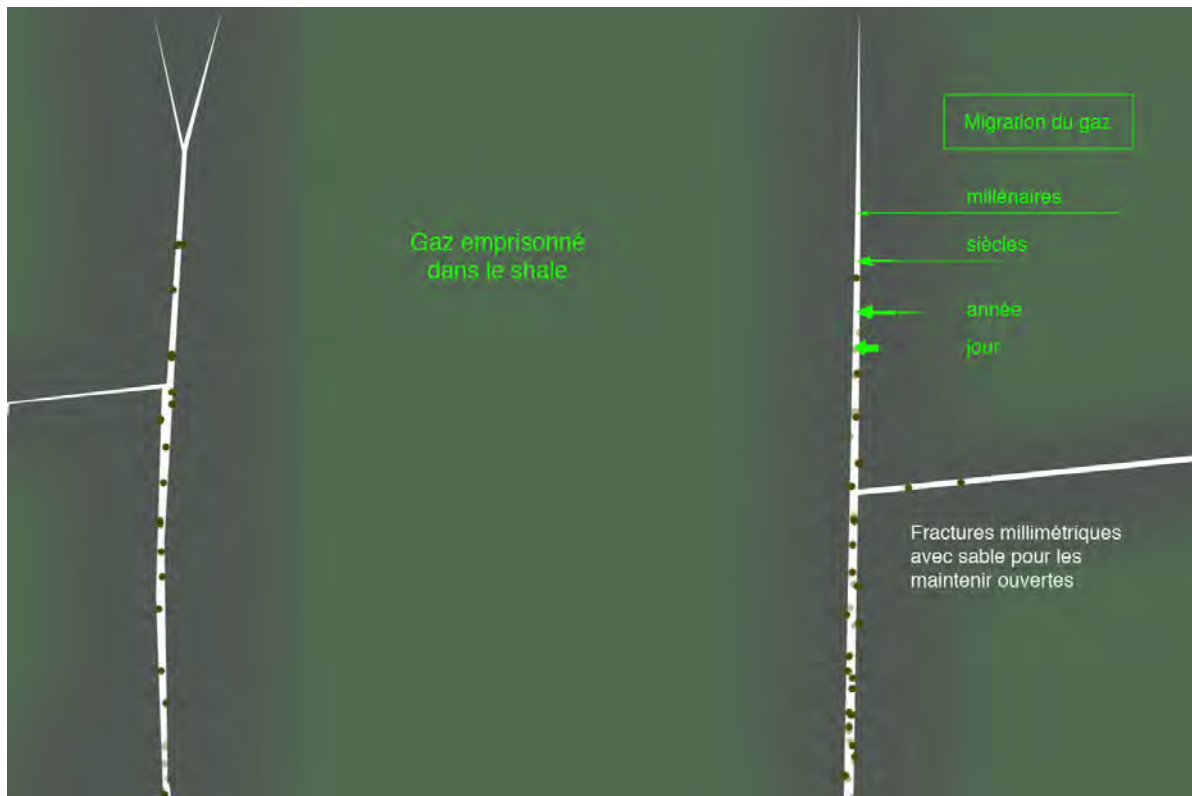 Migration du gaz
millénaires
siècles
année
jour
Gaz emprisonné
dans le shale
Fractures millimétriques
avec sable pour les
maintenir ouvertes